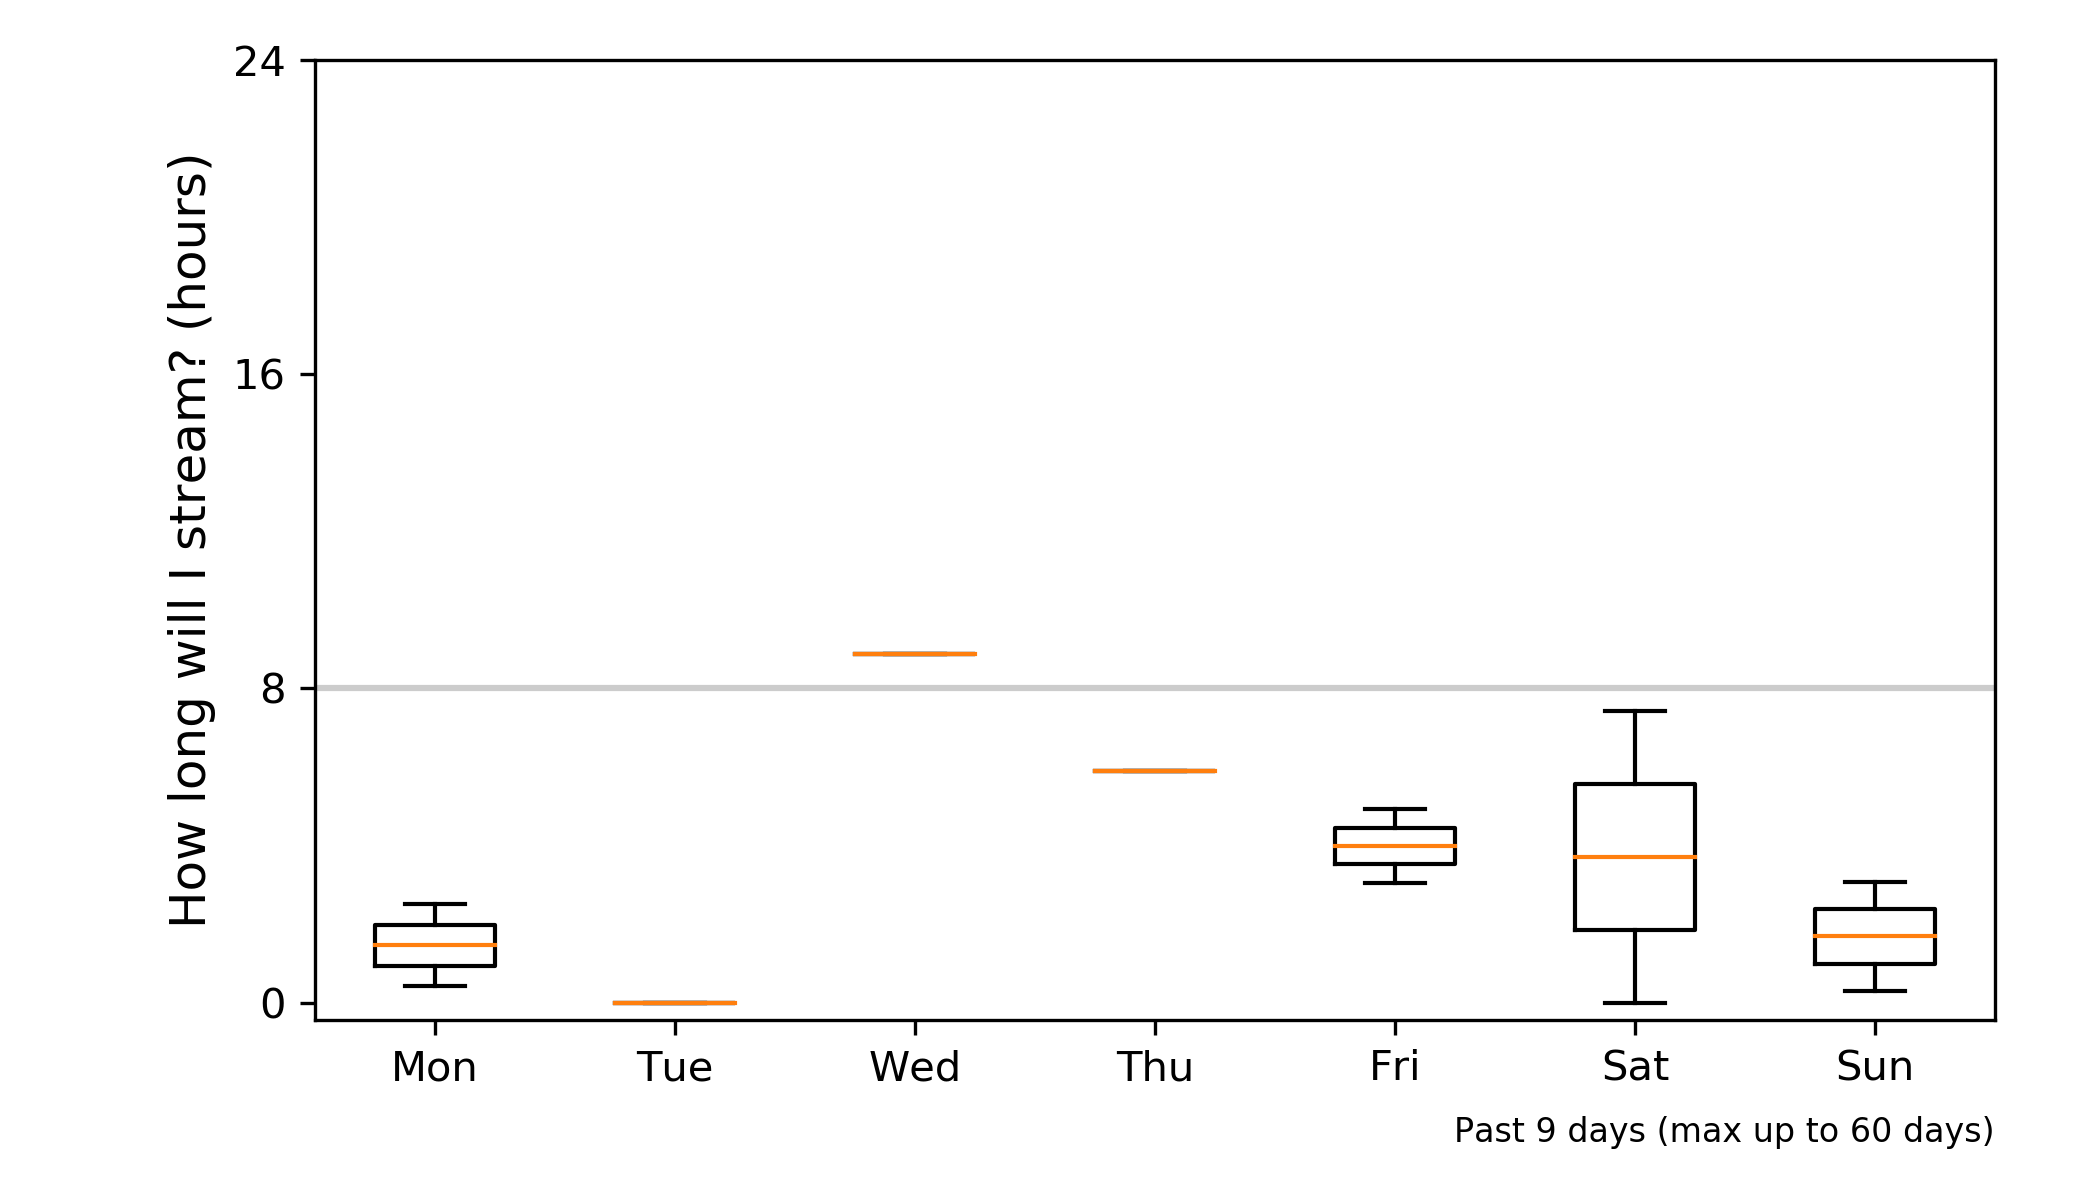 How long will I stream? (hours)
24
16
8
0
Mon Tue Wed Thu Fri Sat Sun
Past 9 days (max up to 60 days)